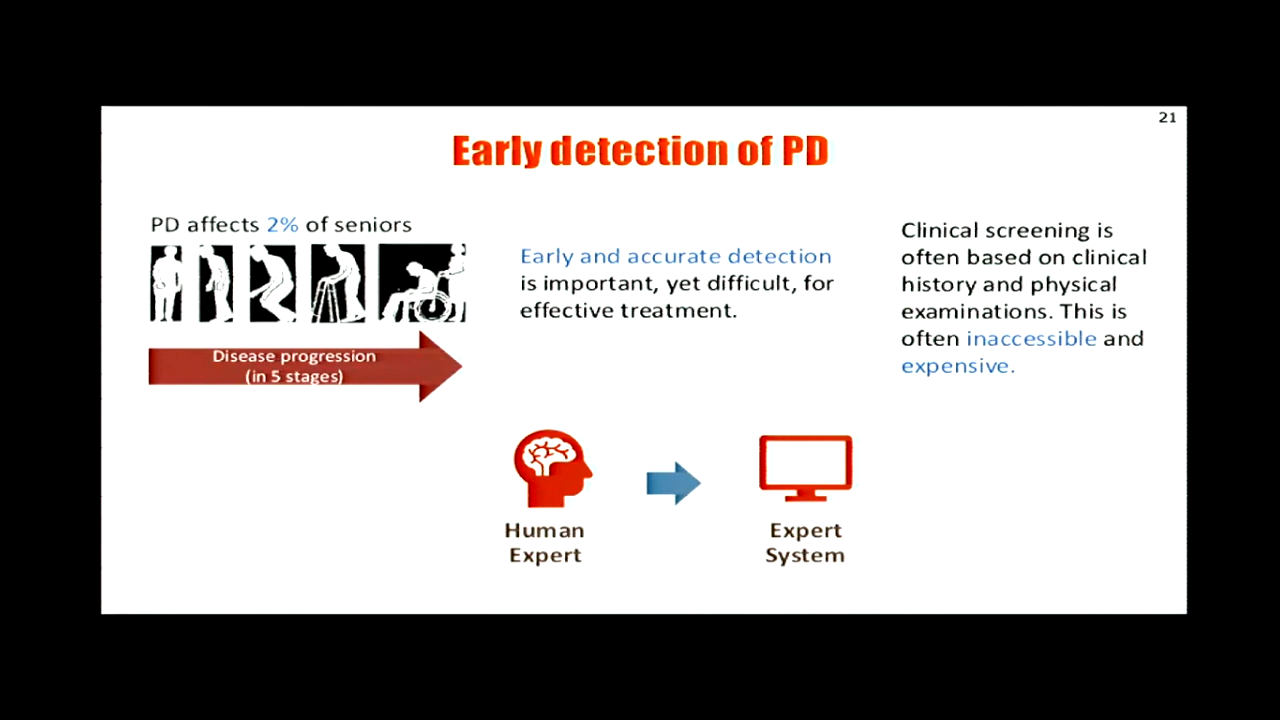 21
Early detection of PD
PD affects 2% of seniors
Disease progression
(in 5 stages)
Early and accurate detection
is important, yet difficult, for
effective treatment.
Clinical screening is
often based on clinical
history and physical
examinations. This is
often inaccessible and
expensive.
Human
Expert
Expert
System